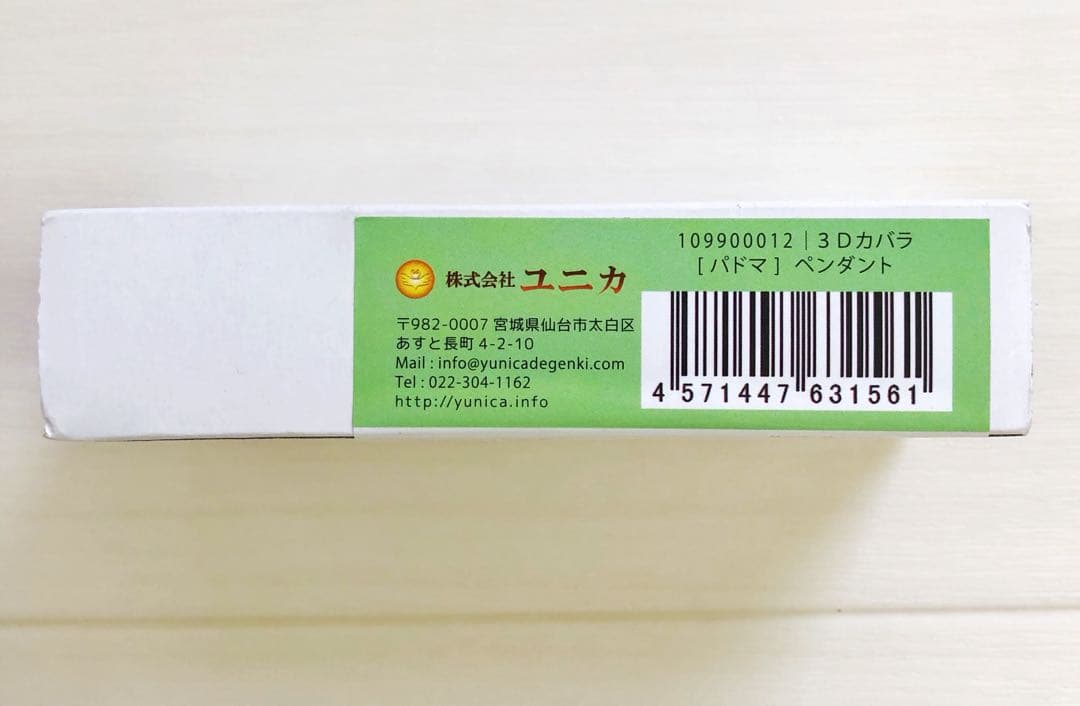 株式会社 ユニカ
〒982-0007 宮城県仙台市太白区
あすと長町 4-2-10
Mail : info@yunicadegenki.com
Tel : 022-304-1162
http://yunica.info
109900012｜3Dカバラ
[ パドマ ] ペンダント
4 571447 631561